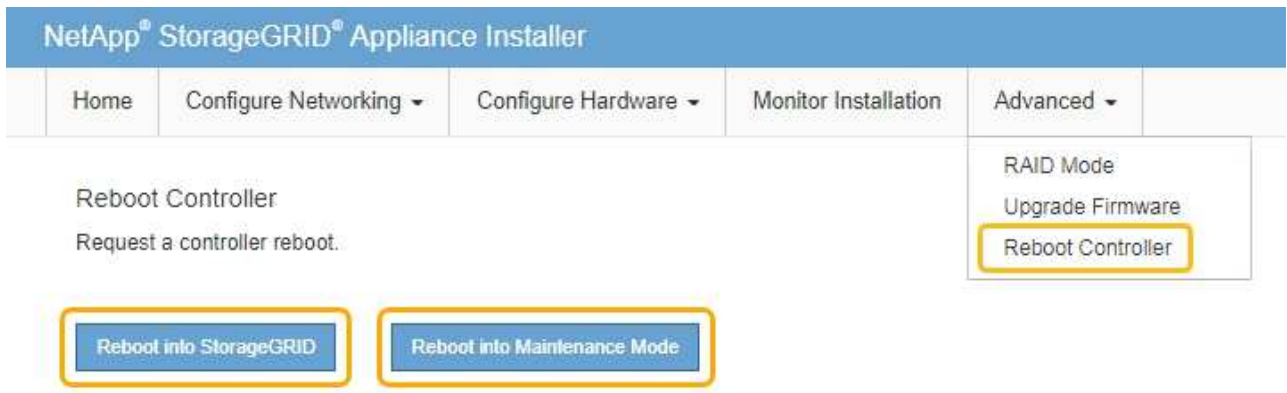 NetApp® StorageGRID® Appliance Installer
Home Configure Networking Configure Hardware Monitor Installation Advanced
RAID Mode
Upgrade Firmware
Reboot Controller
Reboot Controller
Request a controller reboot.
Reboot into StorageGRID Reboot into Maintenance Mode